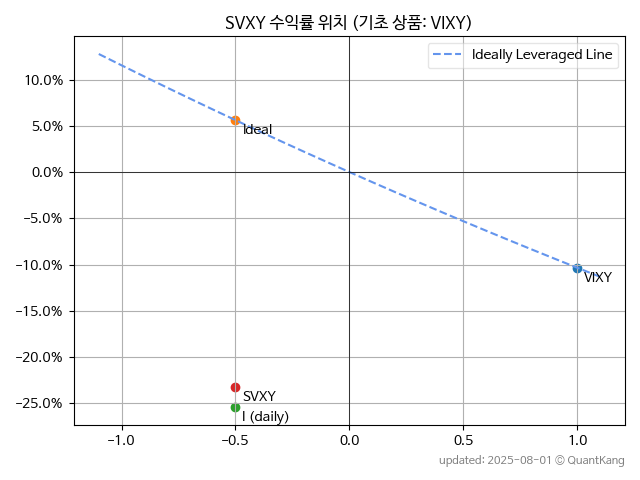 SVXY 수익률 위치 (기초 상품: VIXY)
Ideally Leveraged Line
10.0%
5.0%
0.0%
−5.0%
−10.0%
−15.0%
−20.0%
−25.0%
Ideal
VIXY
SVXY
I (daily)
−1.0 −0.5 0.0 0.5 1.0
updated: 2025-08-01 © QuantKang